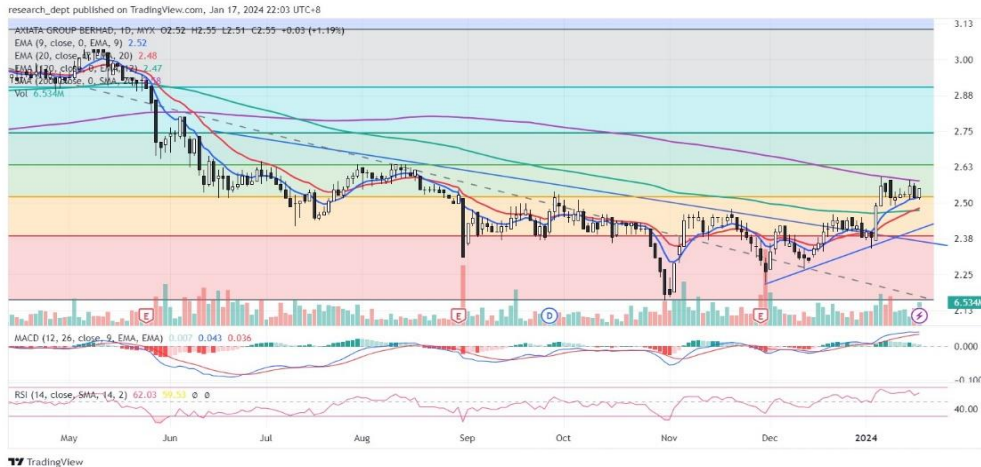 research_dept published on TradingView.com, Jan 17, 2024 22:03 UTC+8
AXIATA GROUP BERHAD, 1D, MYX O2.52 H2.55 L2.51 C2.55 +0.03 (+1.19%)
EMA (9, close, 0, EMA, 9) 2.52
EMA (20, close, 0, EMA, 20) 2.48
2.47
Vol 6.534M
3.13
3.00
2.88
2.75
2.63
2.50
2.38
2.25
6.534M
2.13
E
E
D
E
MACD (12, 26, close, 9, EMA, EMA) 0.007 0.043 0.036
0.000
-0.100
RSI (14, close, SMA, 14, 2) 62.03 59.53 ø ø
40.00
May Jun Jul Aug Sep Oct Nov Dec 2024
TradingView